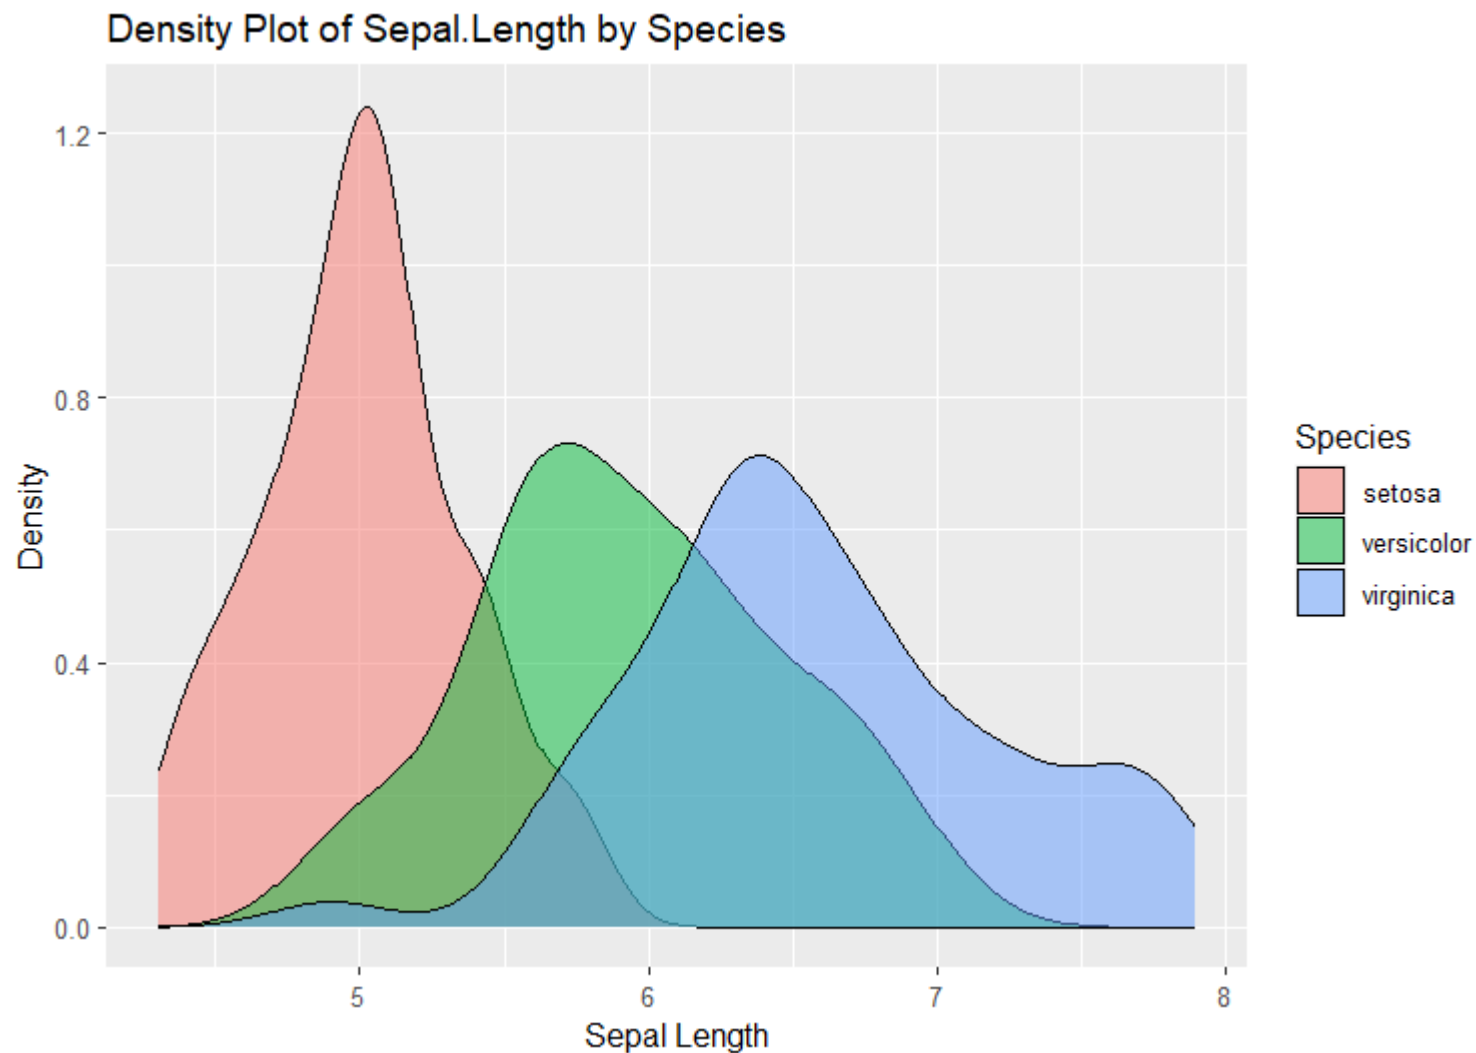 Density Plot of Sepal.Length by Species
1.2
0.8
0.4
0.0
Density
5 6 7 8
Sepal Length
Species
setosa
versicolor
virginica